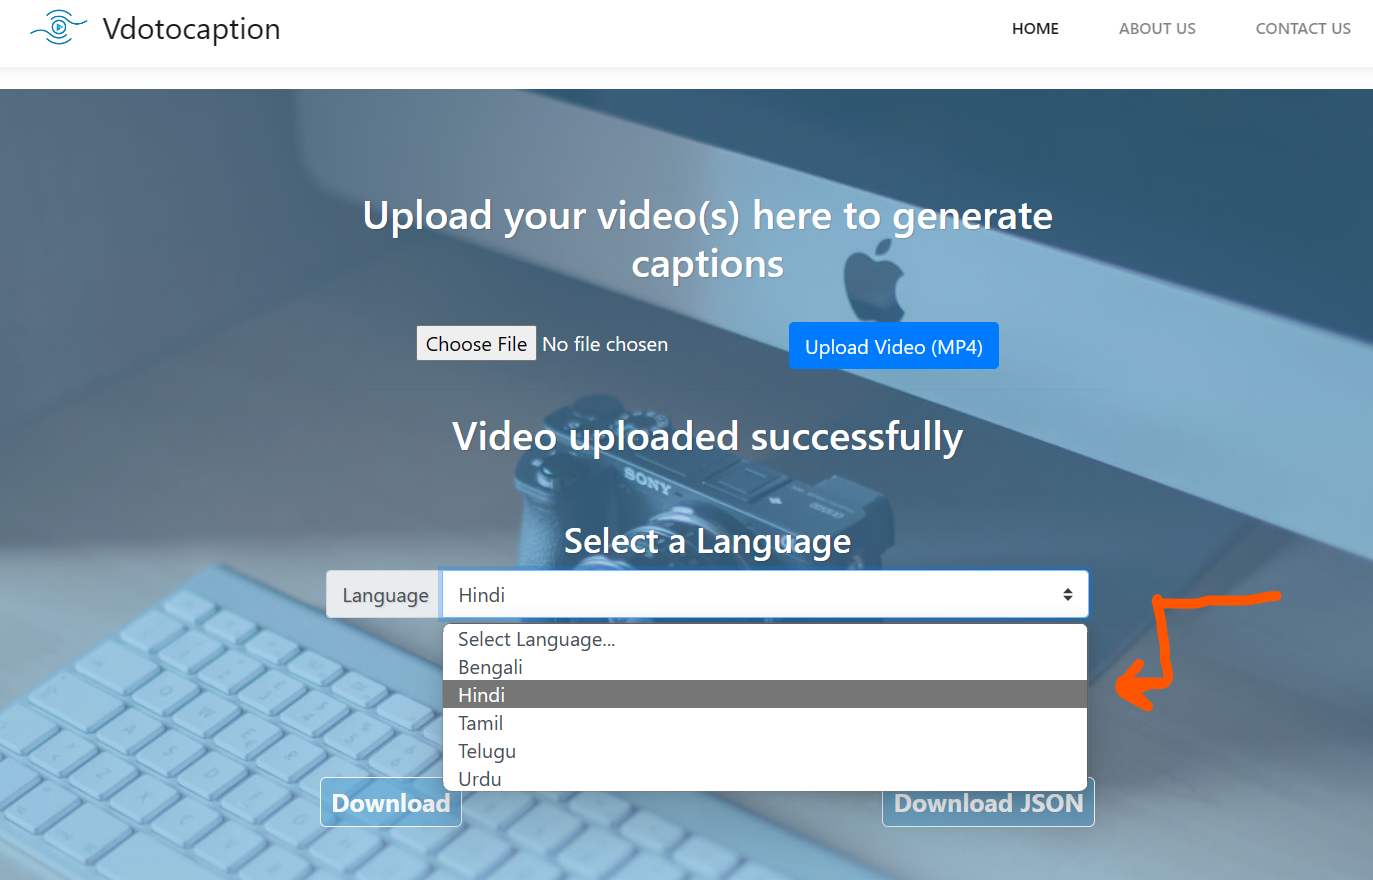 Vdotocaption
HOME ABOUT US CONTACT US
Upload your video(s) here to generate
captions
Choose File No file chosen Upload Video (MP4)
Video uploaded successfully
SONY
Select a Language
Language Hindi
Select Language...
Bengali
Hindi
Tamil
Telugu
Urdu
Download Download JSON